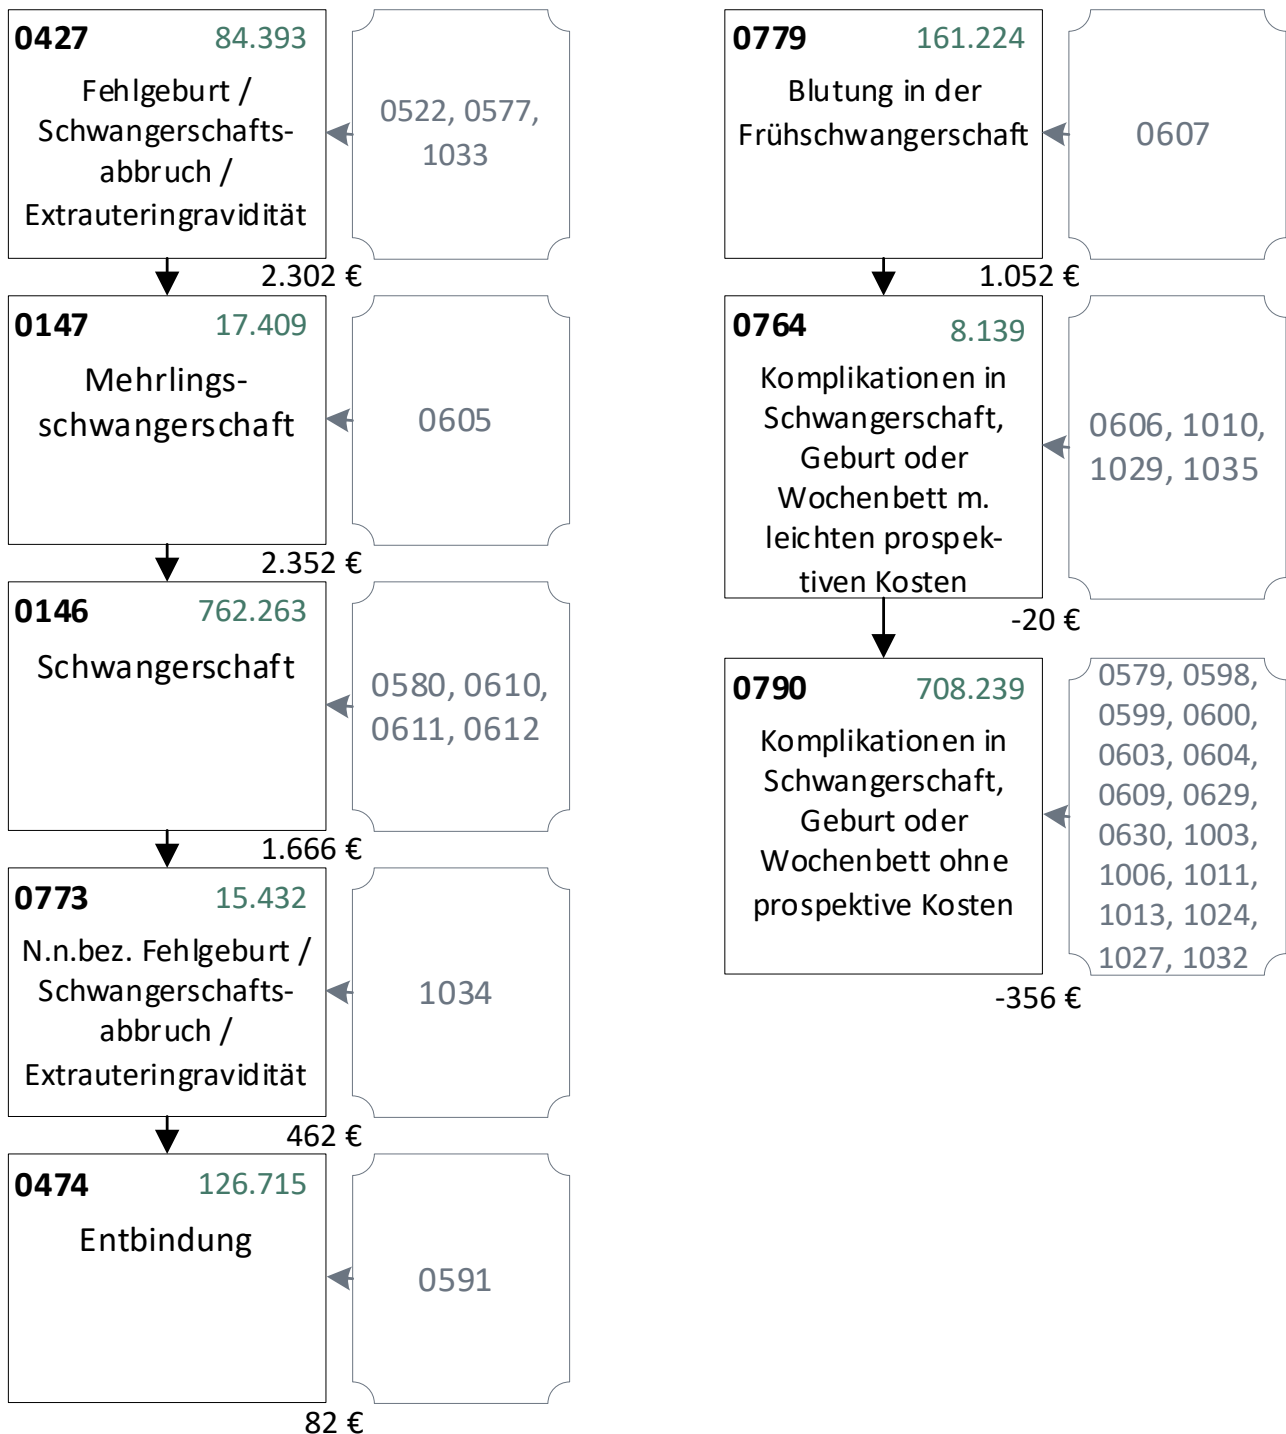 0427 84.393
Fehlgeburt /
Schwangerschafts-
abbruch /
Extrauteringravidität
0522, 0577,
1033
2.302 €
0147 17.409
Mehrlings-
schwangerschaft
0605
2.352 €
0146 762.263
Schwangerschaft
0580, 0610,
0611, 0612
1.666 €
0773 15.432
N.n.bez. Fehlgeburt /
Schwangerschafts-
abbruch /
Extrauteringravidität
1034
462 €
0474 126.715
Entbindung
0591
82 €
0779 161.224
Blutung in der
Frühschwangerschaft
0607
1.052 €
0764 8.139
Komplikationen in
Schwangerschaft,
Geburt oder
Wochenbett m.
leichten prospek-
tiven Kosten
0606, 1010,
1029, 1035
-20 €
0790 708.239
Komplikationen in
Schwangerschaft,
Geburt oder
Wochenbett ohne
prospektive Kosten
0579, 0598,
0599, 0600,
0603, 0604,
0609, 0629,
0630, 1003,
1006, 1011,
1013, 1024,
1027, 1032
-356 €